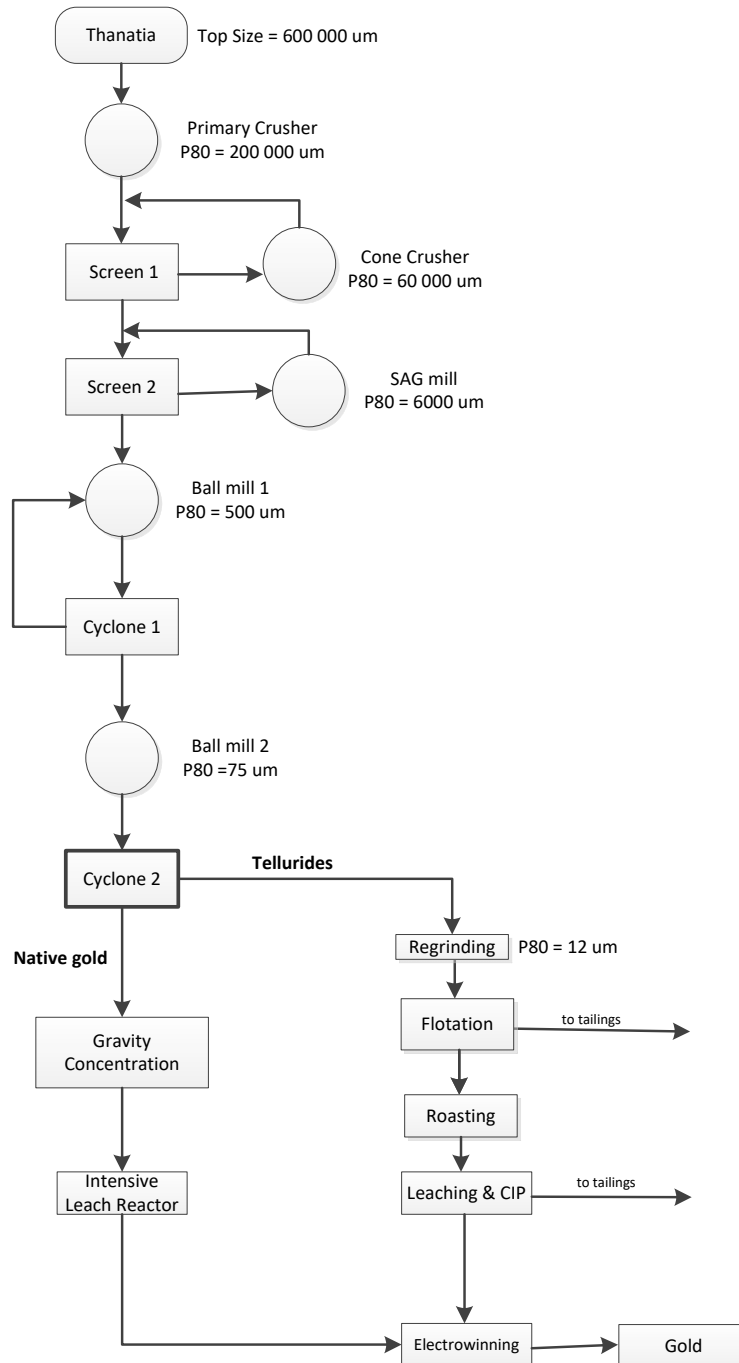 Thanatia
Top Size = 600 000 um
Primary Crusher
P80 = 200 000 um
Screen 1
Cone Crusher
P80 = 60 000 um
Screen 2
SAG mill
P80 = 6000 um
Ball mill 1
P80 = 500 um
Cyclone 1
Ball mill 2
P80 =75 um
Cyclone 2
Tellurides
Native gold
Regrinding
P80 = 12 um
Flotation
to tailings
Gravity
Concentration
Roasting
Intensive
Leach Reactor
Leaching & CIP
to tailings
Electrowinning
Gold